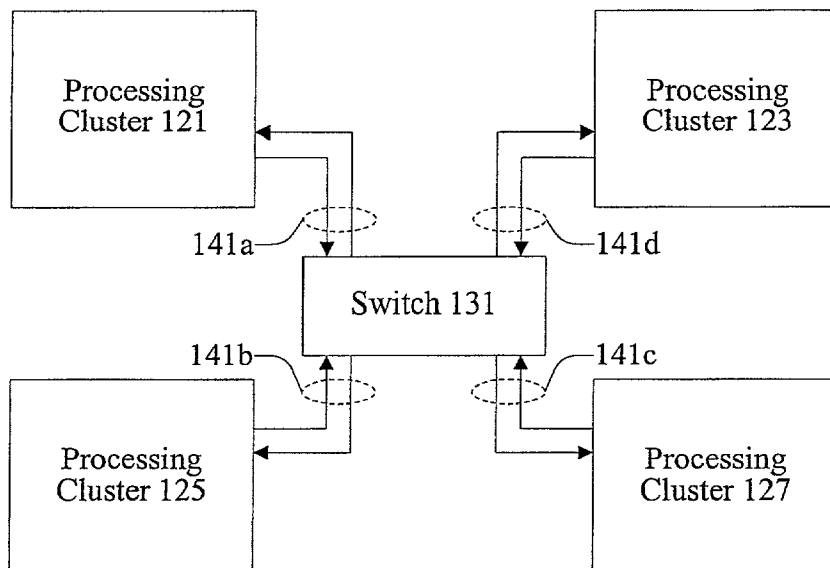 Processing
Cluster 121
Processing
Cluster 123
141a
141d
Switch 131
141b
141c
Processing
Cluster 125
Processing
Cluster 127